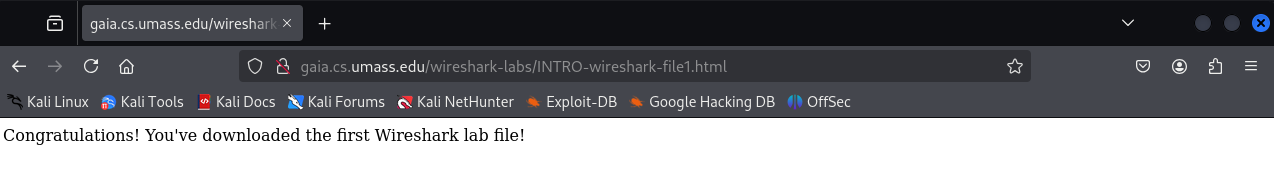 gaia.cs.umass.edu/wireshark
gaia.cs.umass.edu/wireshark-labs/INTRO-wireshark-file1.html
Kali Linux Kali Tools Kali Docs Kali Forums Kali NetHunter Exploit-DB Google Hacking DB OffSec
Congratulations! You've downloaded the first Wireshark lab file!